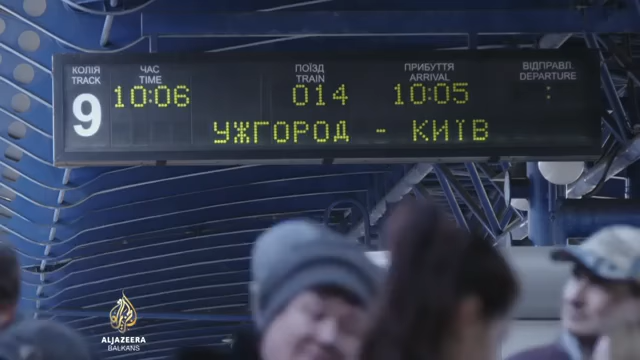 КОЛІЯ ЧАС ПОЇЗД ПРИБУТТЯ ВІДПРАВЛ.
TRACK TIME TRAIN ARRIVAL DEPARTURE
9 10:06 014 10:05 :
УЖГОРОД - КИЇВ
ALJAZEERA
BALKANS